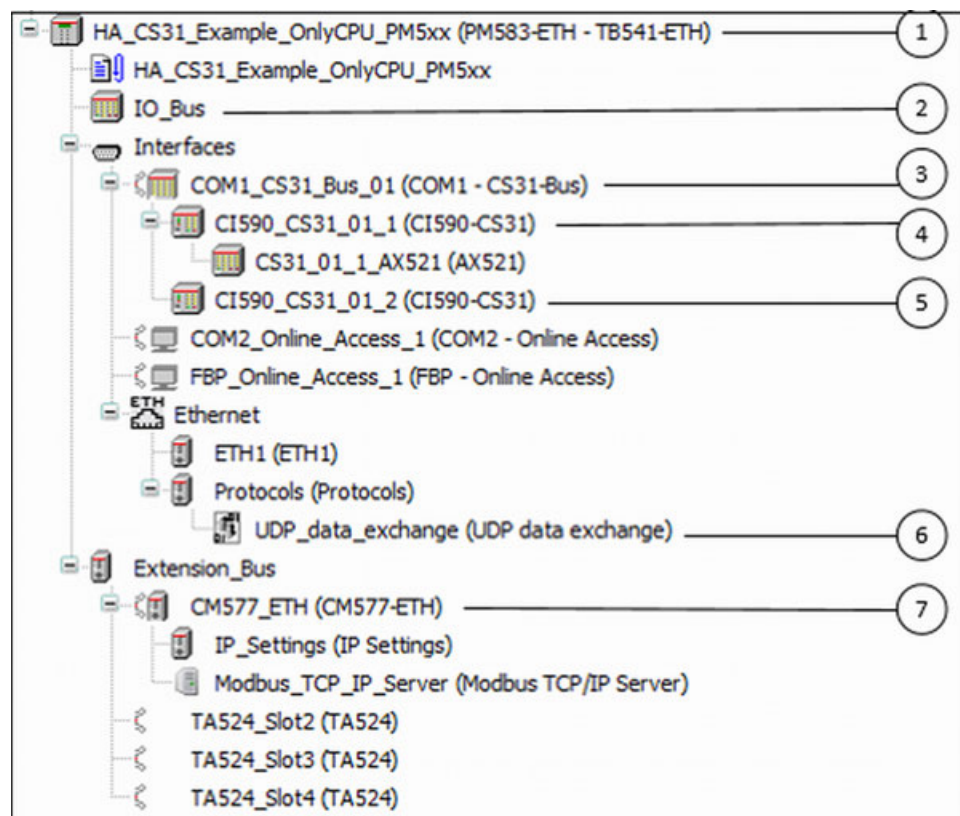 HA_CS31_Example_OnlyCPU_PM5xx (PM583-ETH - TB541-ETH) 1
HA_CS31_Example_OnlyCPU_PM5xx
IO_Bus 2
Interfaces
COM1_CS31_Bus_01 (COM1 - CS31-Bus) 3
CI590_CS31_01_1 (CI590-CS31) 4
CS31_01_1_AX521 (AX521)
CI590_CS31_01_2 (CI590-CS31) 5
COM2_Online_Access_1 (COM2 - Online Access)
FBP_Online_Access_1 (FBP - Online Access)
ETH Ethernet
ETH1 (ETH1)
Protocols (Protocols)
UDP_data_exchange (UDP data exchange) 6
Extension_Bus
CM577_ETH (CM577-ETH) 7
IP_Settings (IP Settings)
Modbus_TCP_IP_Server (Modbus TCP/IP Server)
TA524_Slot2 (TA524)
TA524_Slot3 (TA524)
TA524_Slot4 (TA524)